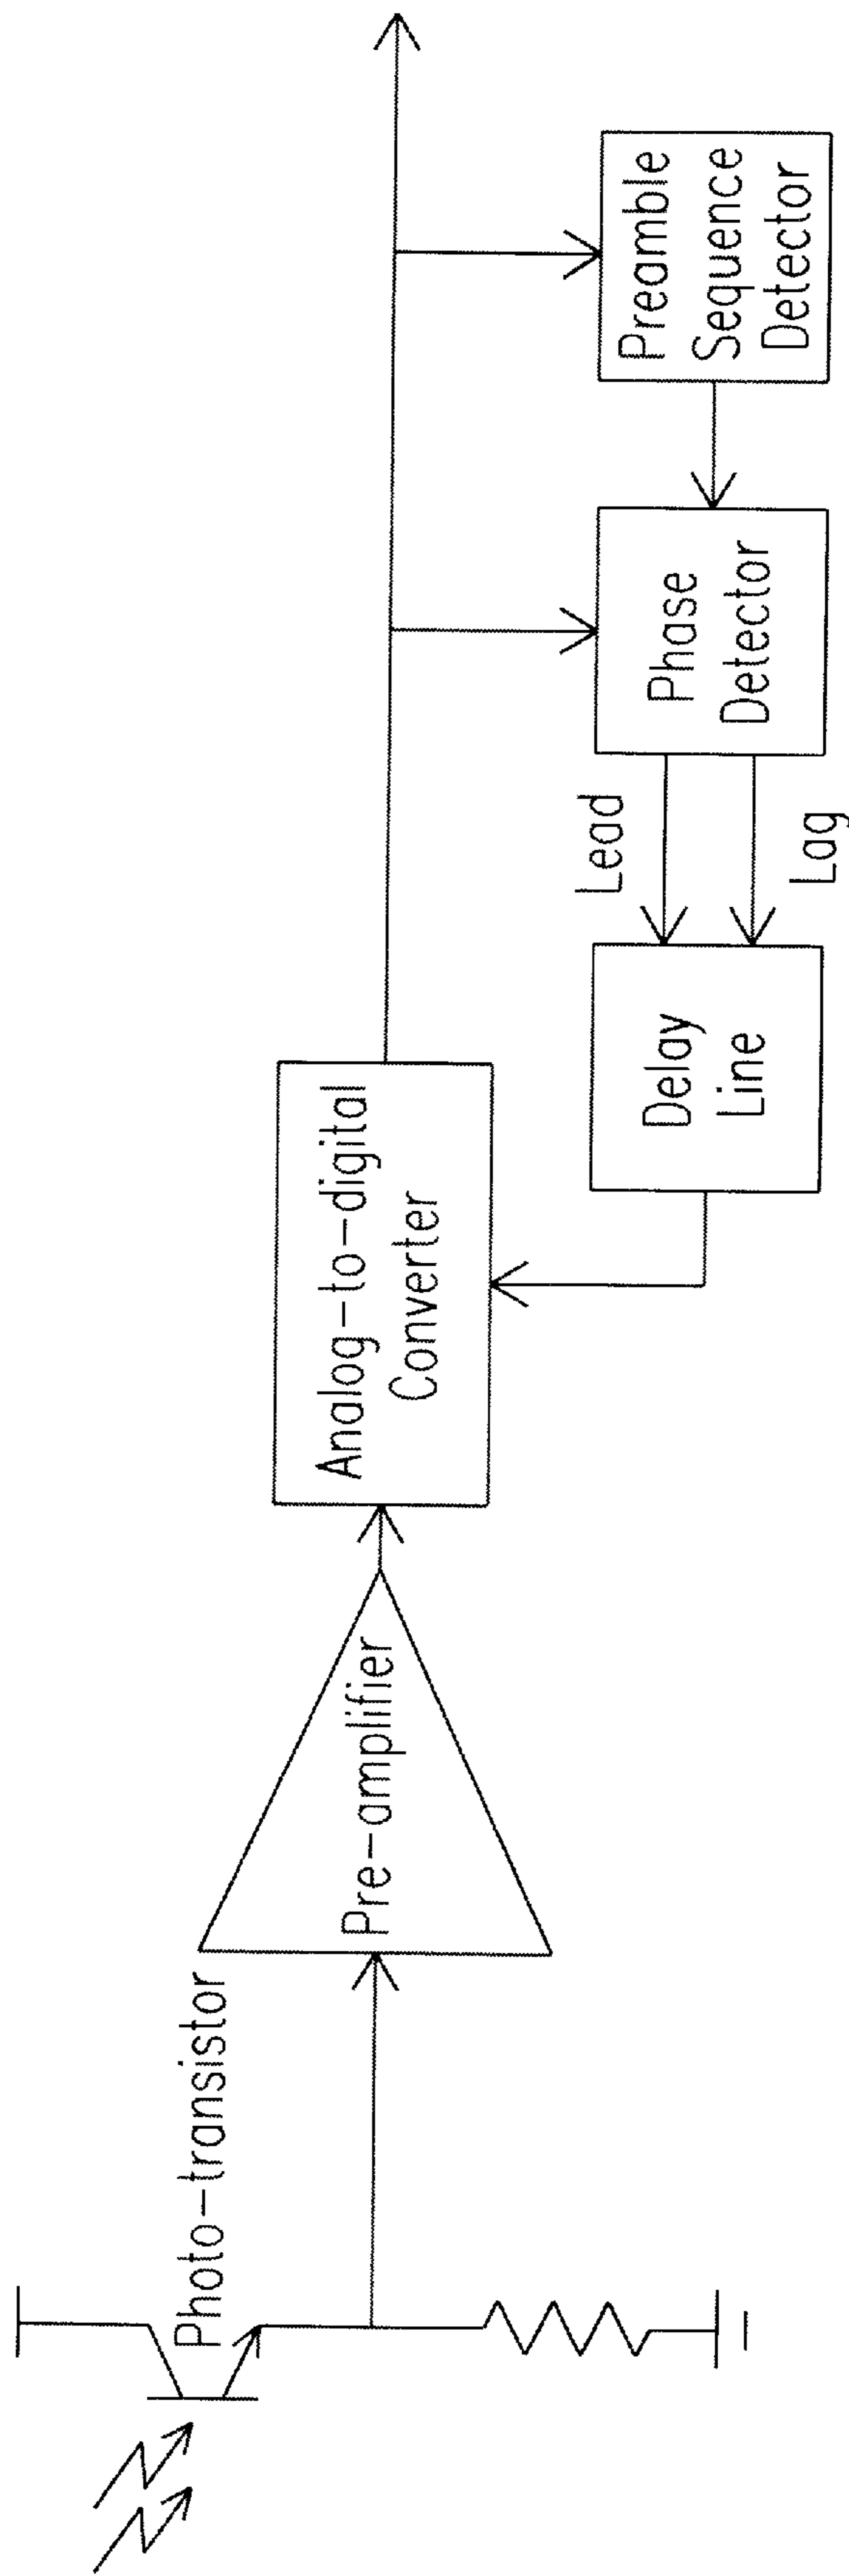 Photo-transistor
Pre-amplifier
Analog-to-digital
Converter
Delay
Line
Lead
Lag
Phase
Detector
Preamble
Sequence
Detector